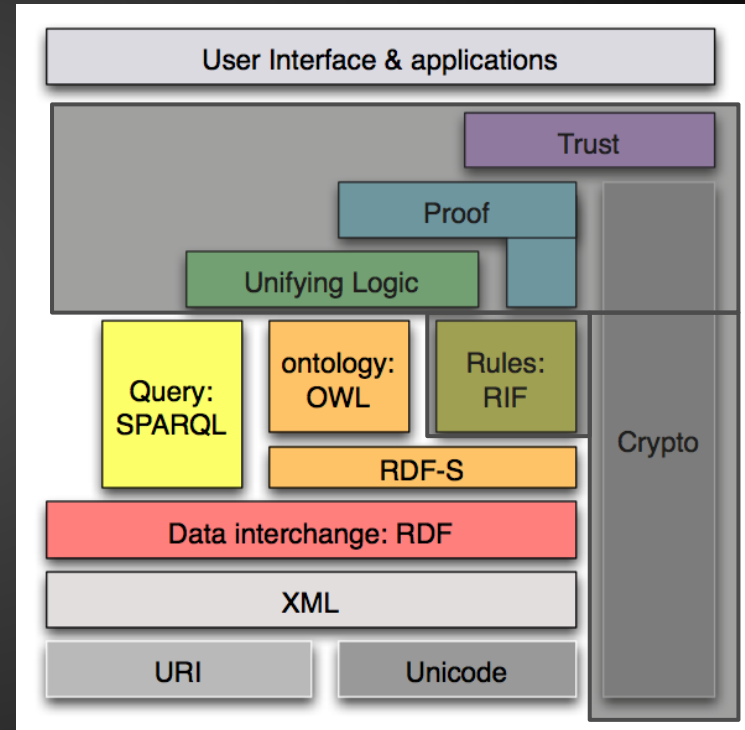 User Interface & applications
Trust
Proof
Unifying Logic
Query:
SPARQL
ontology:
OWL
Rules:
RIF
Crypto
RDF-S
Data interchange: RDF
XML
URI
Unicode